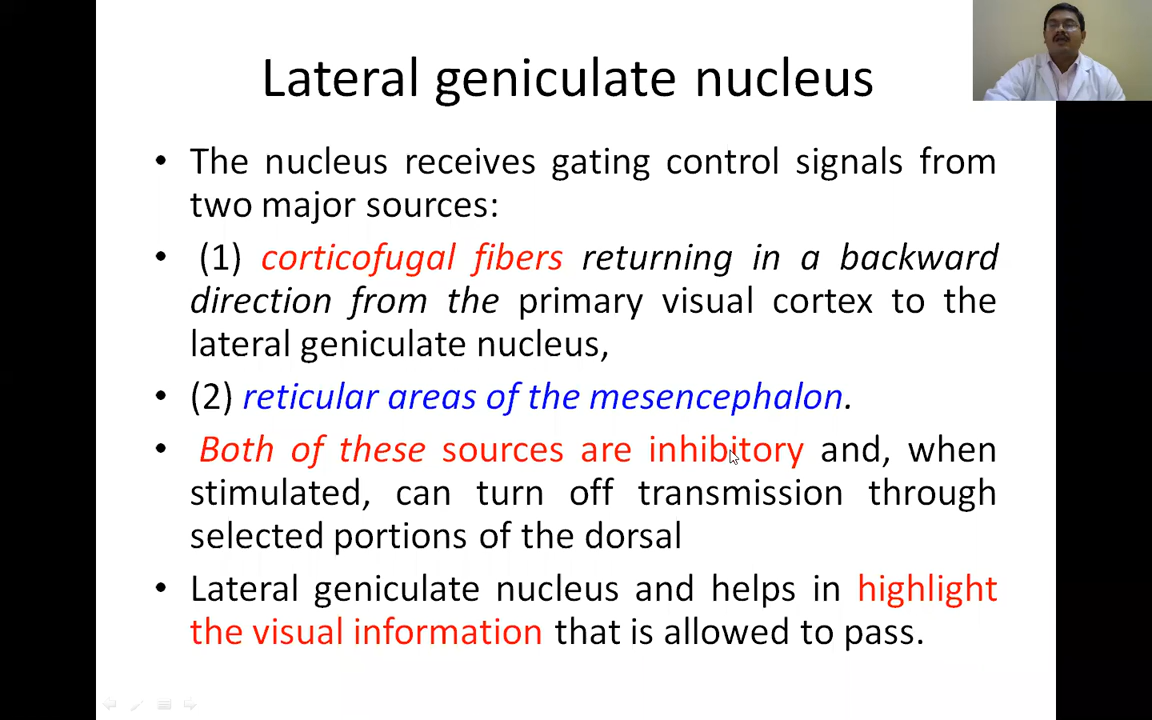 Lateral geniculate nucleus
• The nucleus receives gating control signals from
two major sources:
• (1) corticofugal fibers returning in a backward
direction from the primary visual cortex to the
lateral geniculate nucleus,
• (2) reticular areas of the mesencephalon.
• Both of these sources are inhibitory and, when
stimulated, can turn off transmission through
selected portions of the dorsal
• Lateral geniculate nucleus and helps in highlight
the visual information that is allowed to pass.